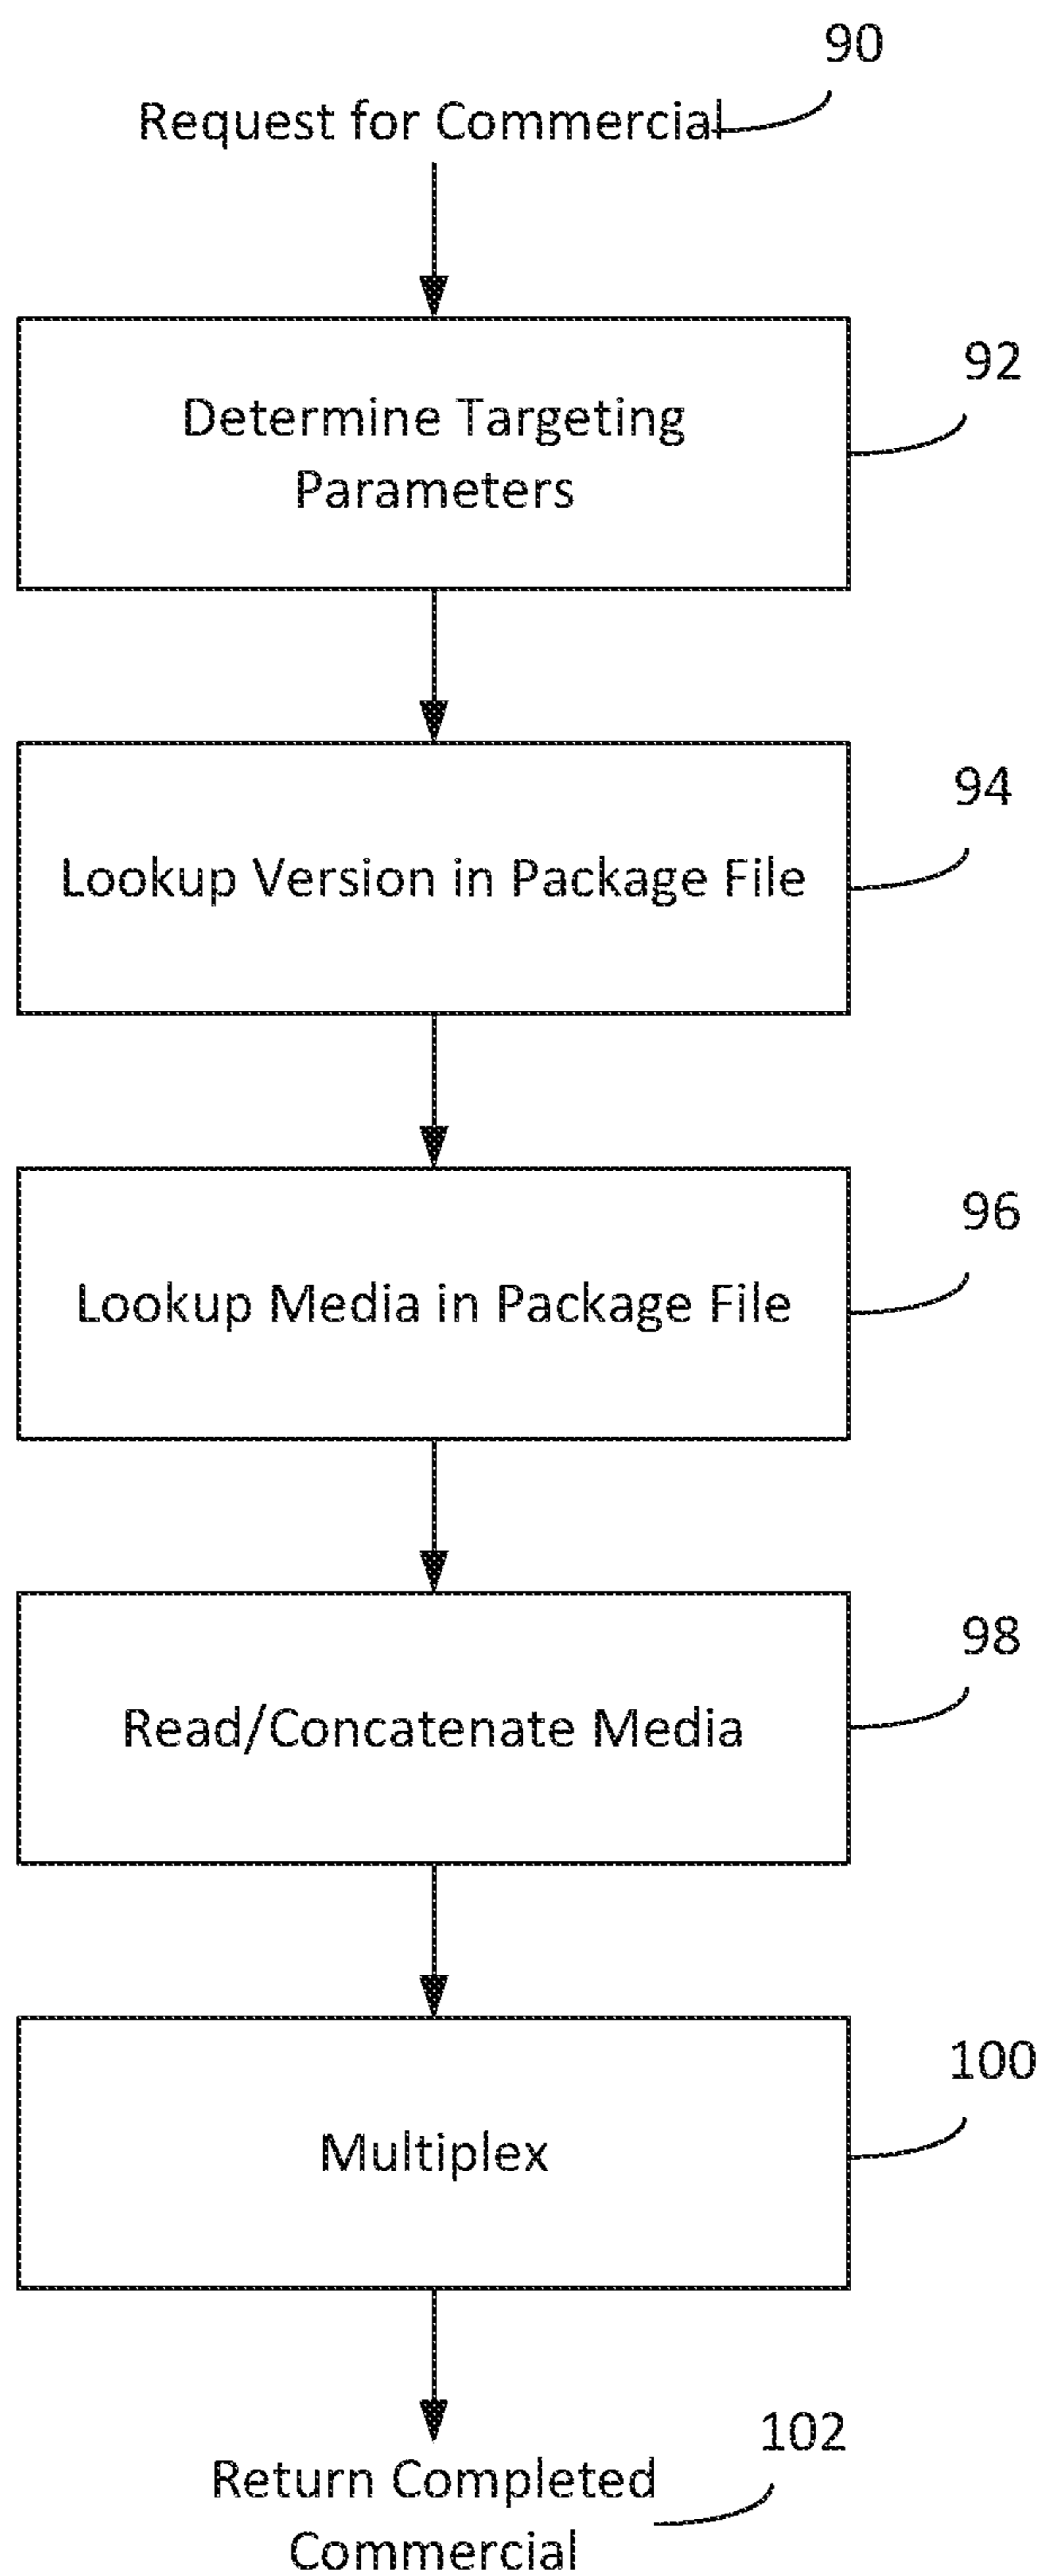 90
Request for Commercial
92
Determine Targeting
Parameters
94
Lookup Version in Package File
96
Lookup Media in Package File
98
Read/Concatenate Media
100
Multiplex
102
Return Completed
Commercial